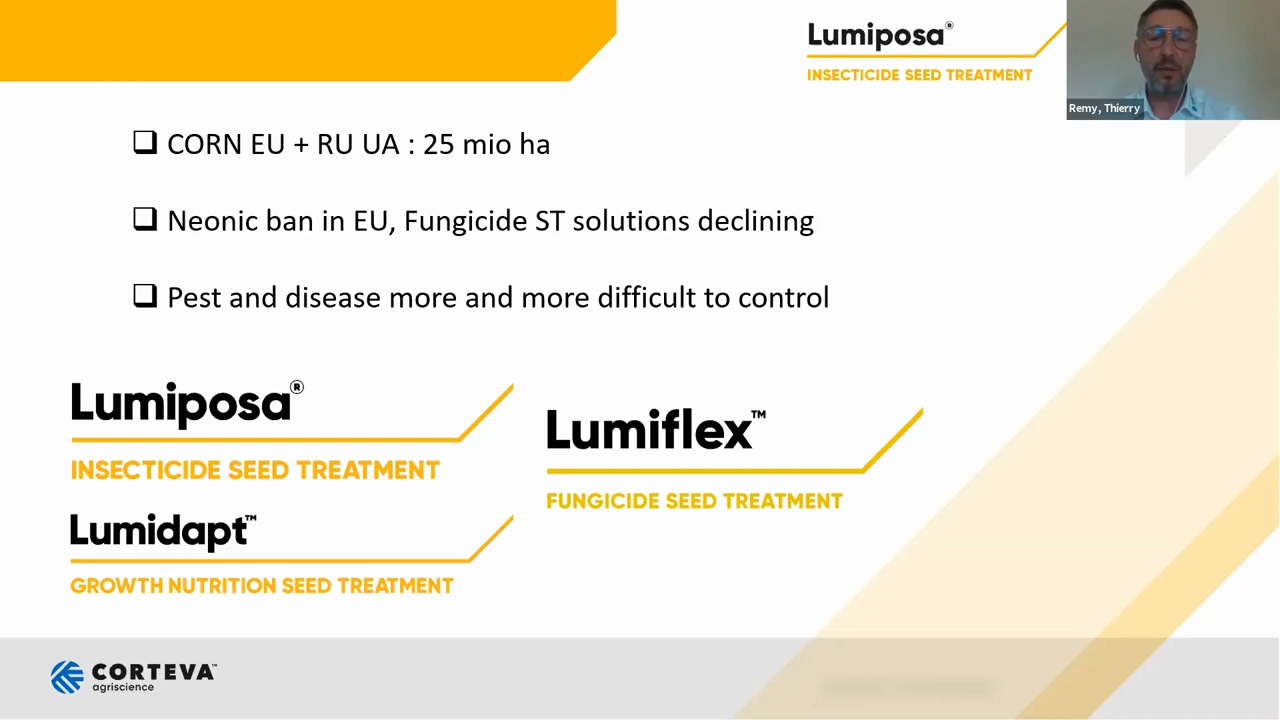 Lumiposa®
INSECTICIDE SEED TREATMENT
Remy, Thierry
❑ CORN EU + RU UA : 25 mio ha
❑ Neonic ban in EU, Fungicide ST solutions declining
❑ Pest and disease more and more difficult to control
Lumiposa®
INSECTICIDE SEED TREATMENT
Lumiflex™
FUNGICIDE SEED TREATMENT
Lumidapt™
GROWTH NUTRITION SEED TREATMENT
CORTEVA™
agriscience